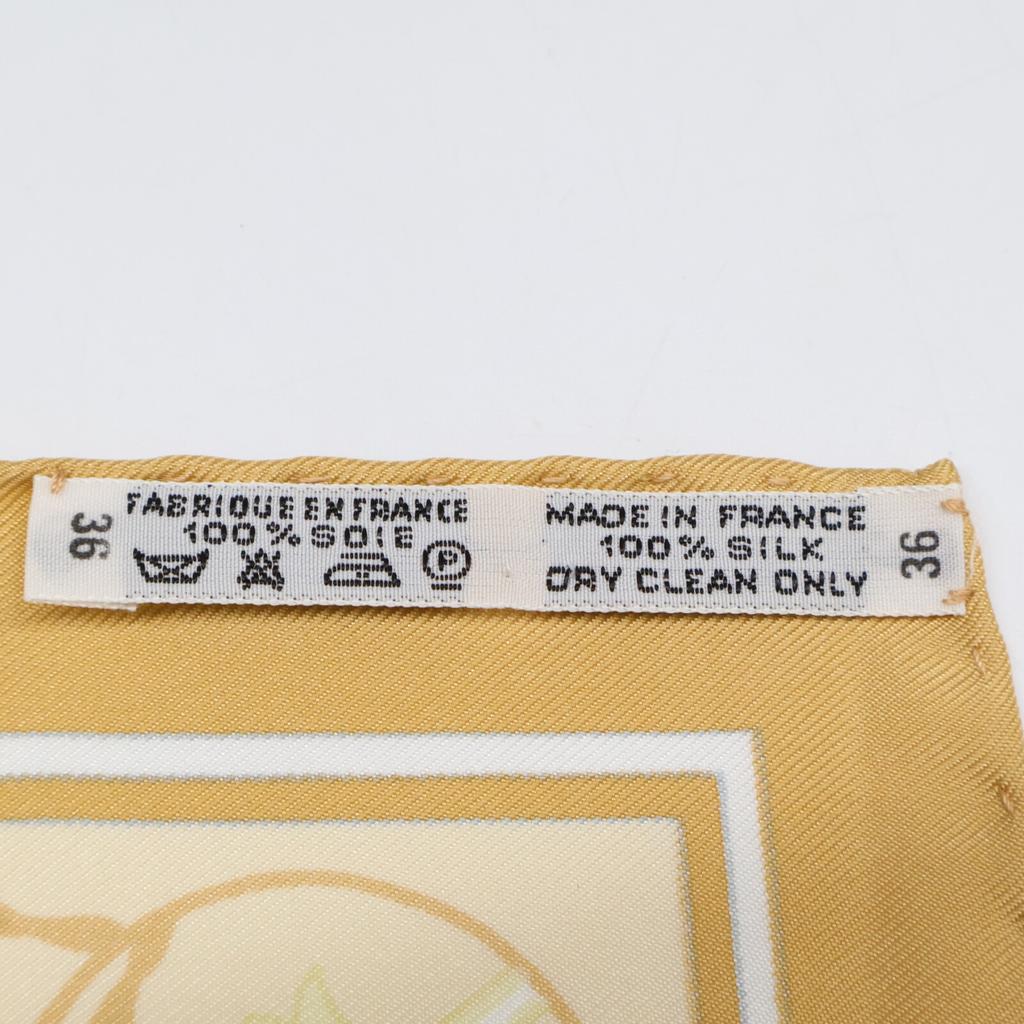 36
FABRIQUE EN FRANCE
100% SOIE
P
MADE IN FRANCE
100% SILK
DRY CLEAN ONLY
36